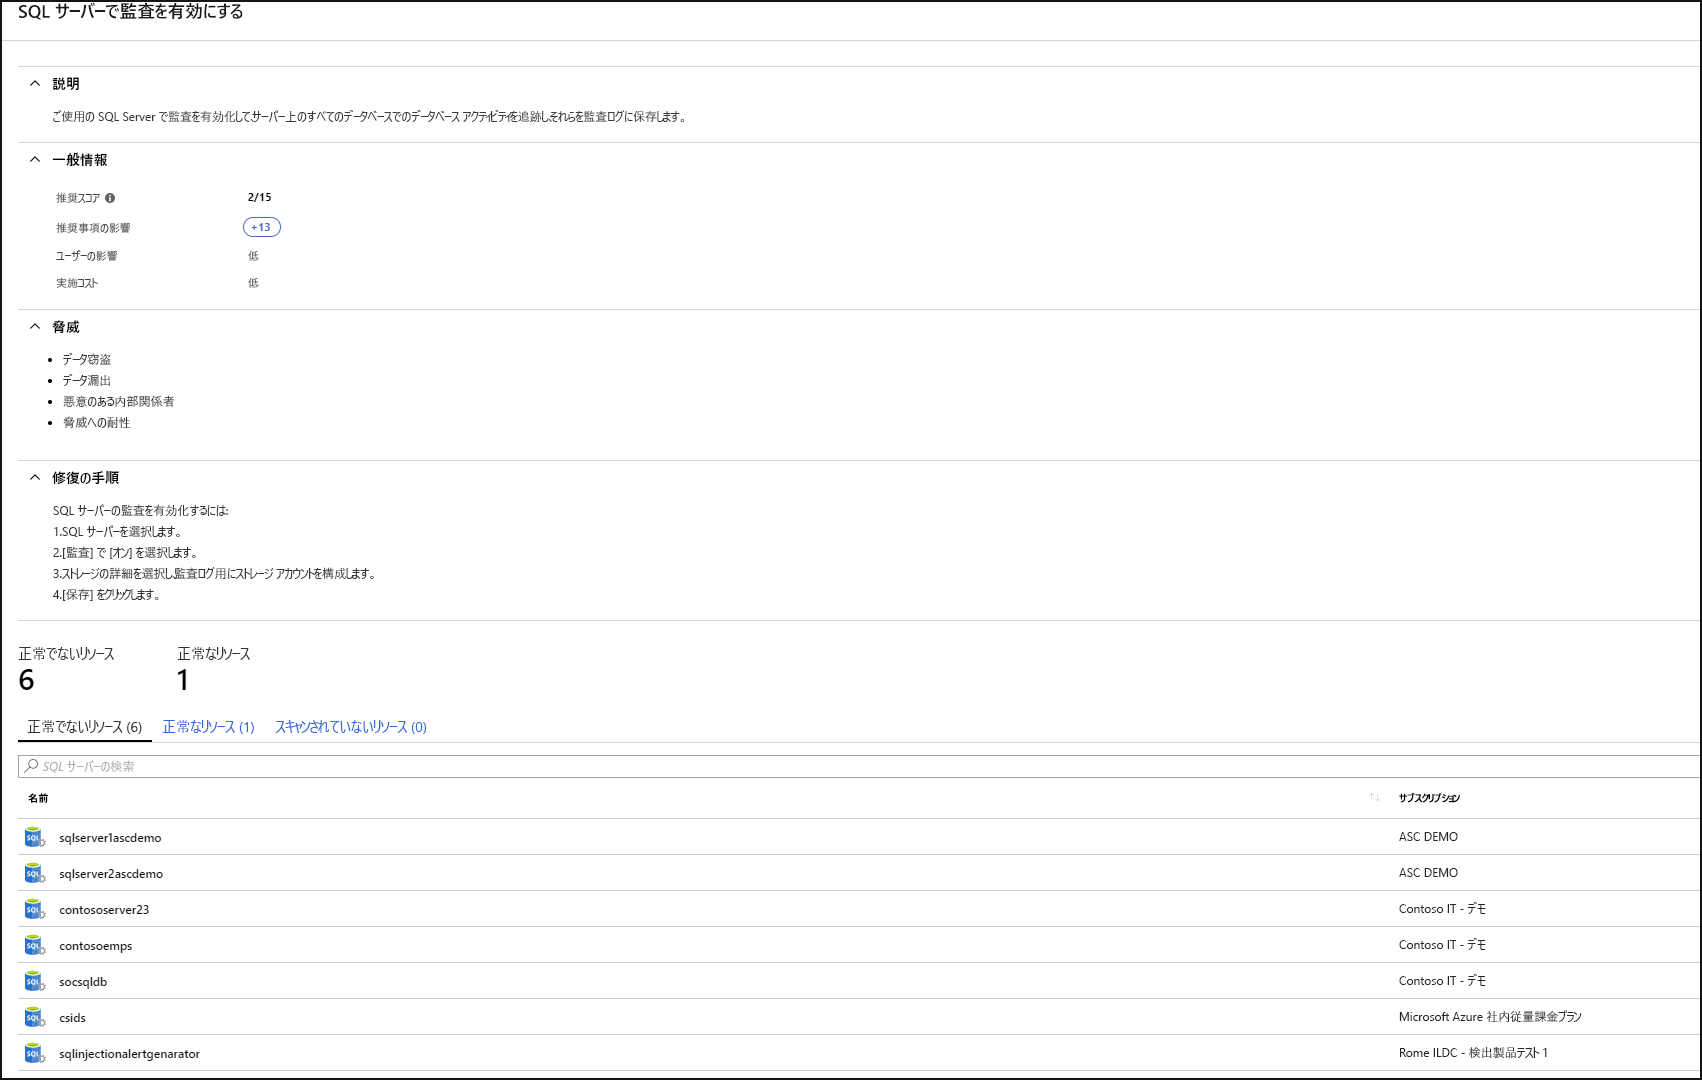 SQL サーバーで監査を有効にする
説明
ご使用の SQL Server で監査を有効化してサーバー上のすべてのデータベースでのデータベース アクティビティを追跡しそれらを監査ログに保存します。
一般情報
推奨スコア
2/15
推奨事項の影響
+13
ユーザーの影響
低
実施コスト
低
脅威
データ窃盗
データ漏出
悪意のある内部関係者
脅威への耐性
修復の手順
SQL サーバーの監査を有効化するには:
1.SQL サーバーを選択します。
2.[監査] で [オン] を選択します。
3.ストレージの詳細を選択し監査ログ用にストレージ アカウントを構成します。
4.[保存] をクリックします。
正常でないリソース
6
正常なリソース
1
正常でないリソース (6) 正常なリソース (1) スキャンされていないリソース (0)
SQL サーバーの検索
名前 ↑↓ サブスクリプション
sqlserver1ascdemo ASC DEMO
sqlserver2ascdemo ASC DEMO
contososerver23 Contoso IT - デモ
contosoemps Contoso IT - デモ
socsqldb Contoso IT - デモ
csids Microsoft Azure 社内従量課金プラン
sqlinjectionalertgenarator Rome ILDC - 検出製品テスト 1